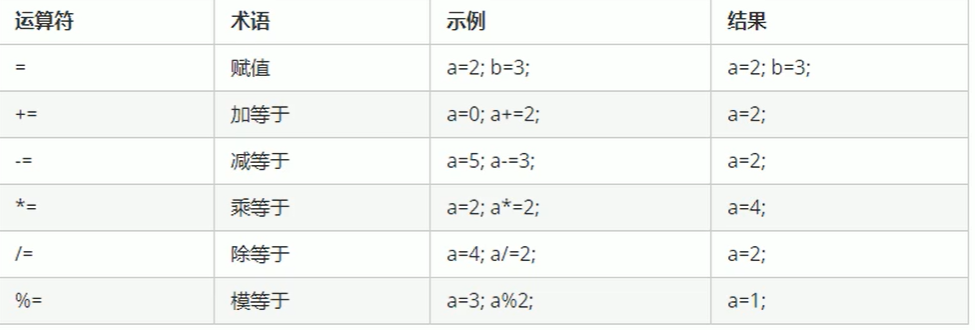 运算符 术语 示例 结果
= 赋值 a=2; b=3; a=2; b=3;
+= 加等于 a=0; a+=2; a=2;
-= 减等于 a=5; a-=3; a=2;
*= 乘等于 a=2; a*=2; a=4;
/= 除等于 a=4; a/=2; a=2;
%= 模等于 a=3; a%2; a=1;